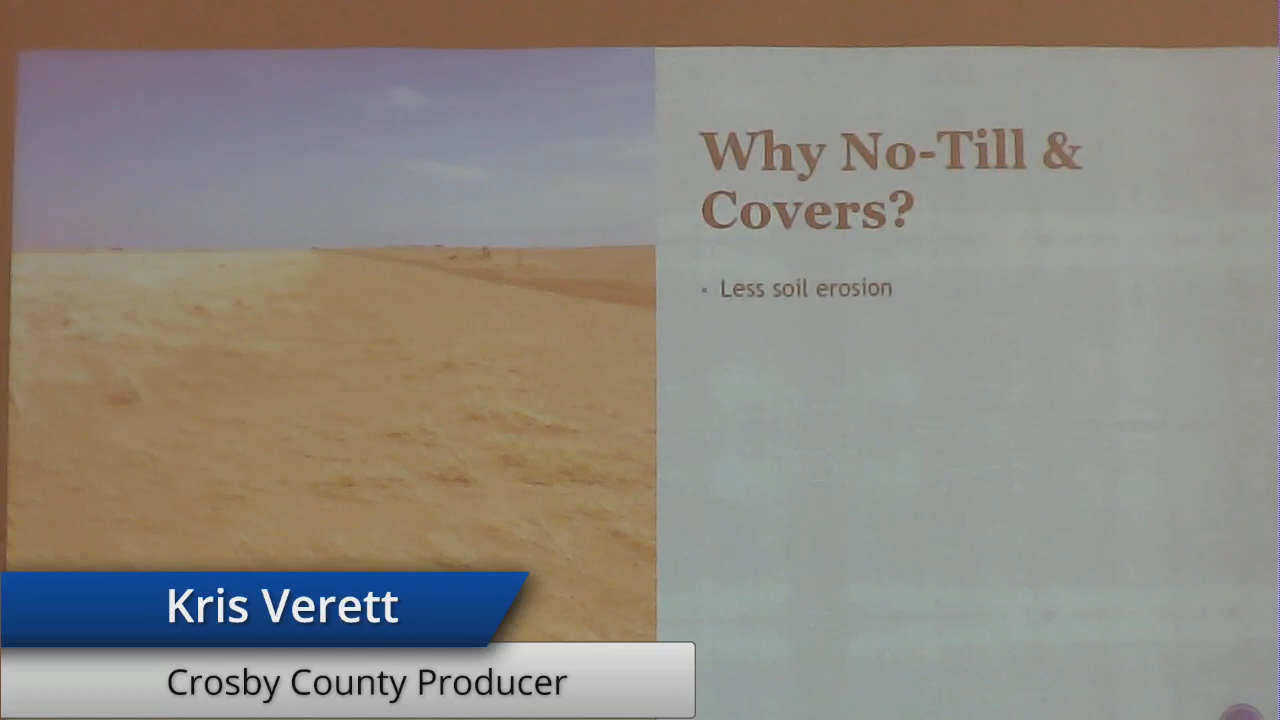 Why No-Till &
Covers?
• Less soil erosion
Kris Verett
Crosby County Producer